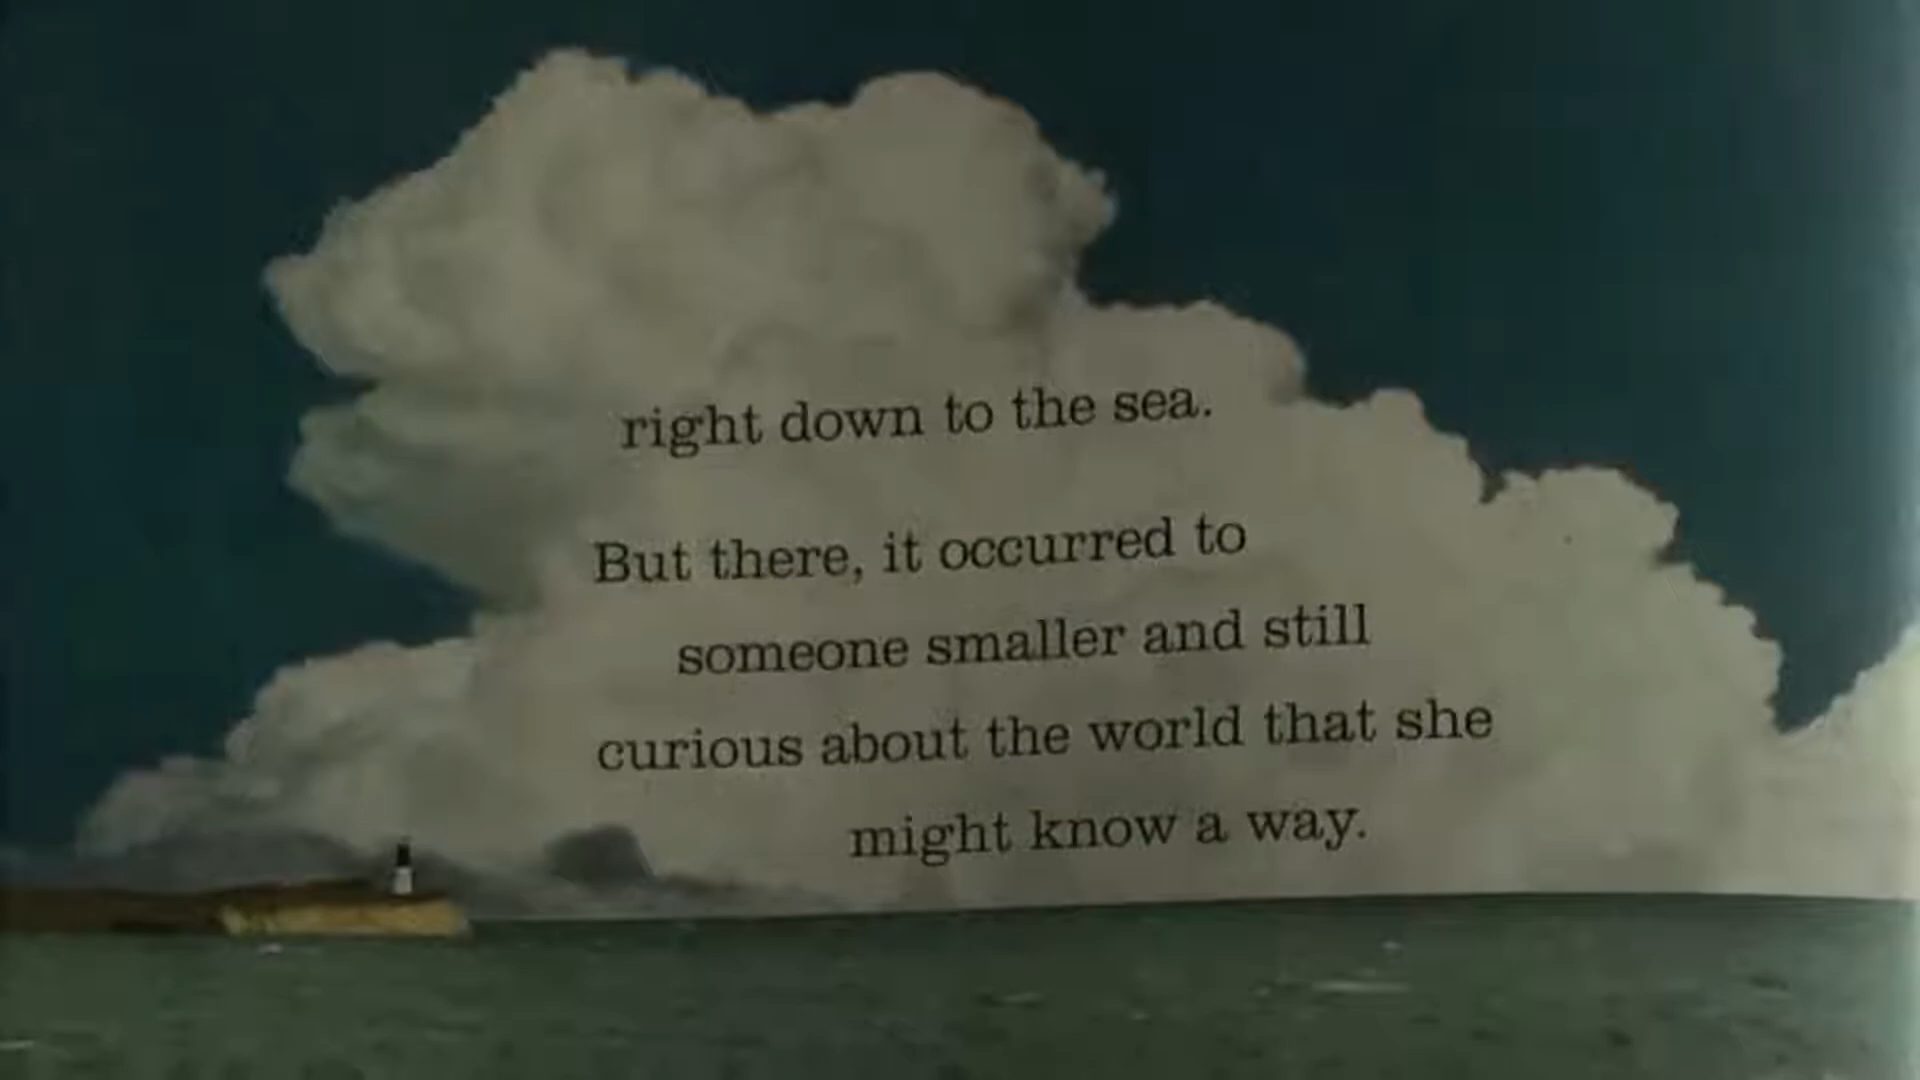 right down to the sea.
But there, it occurred to
someone smaller and still
curious about the world that she
might know a way.